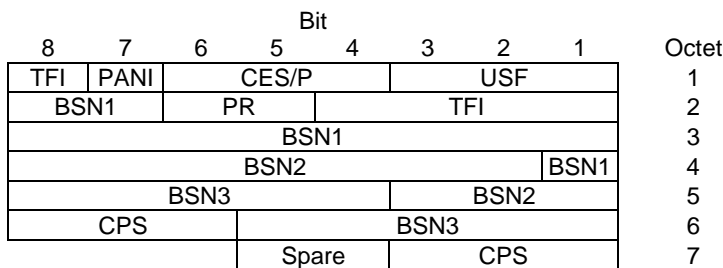 Bit
8 7 6 5 4 3 2 1 Octet
TFI PANI CES/P USF 1
BSN1 PR TFI 2
BSN1 3
BSN2 BSN1 4
BSN3 BSN2 5
CPS BSN3 6
Spare CPS 7